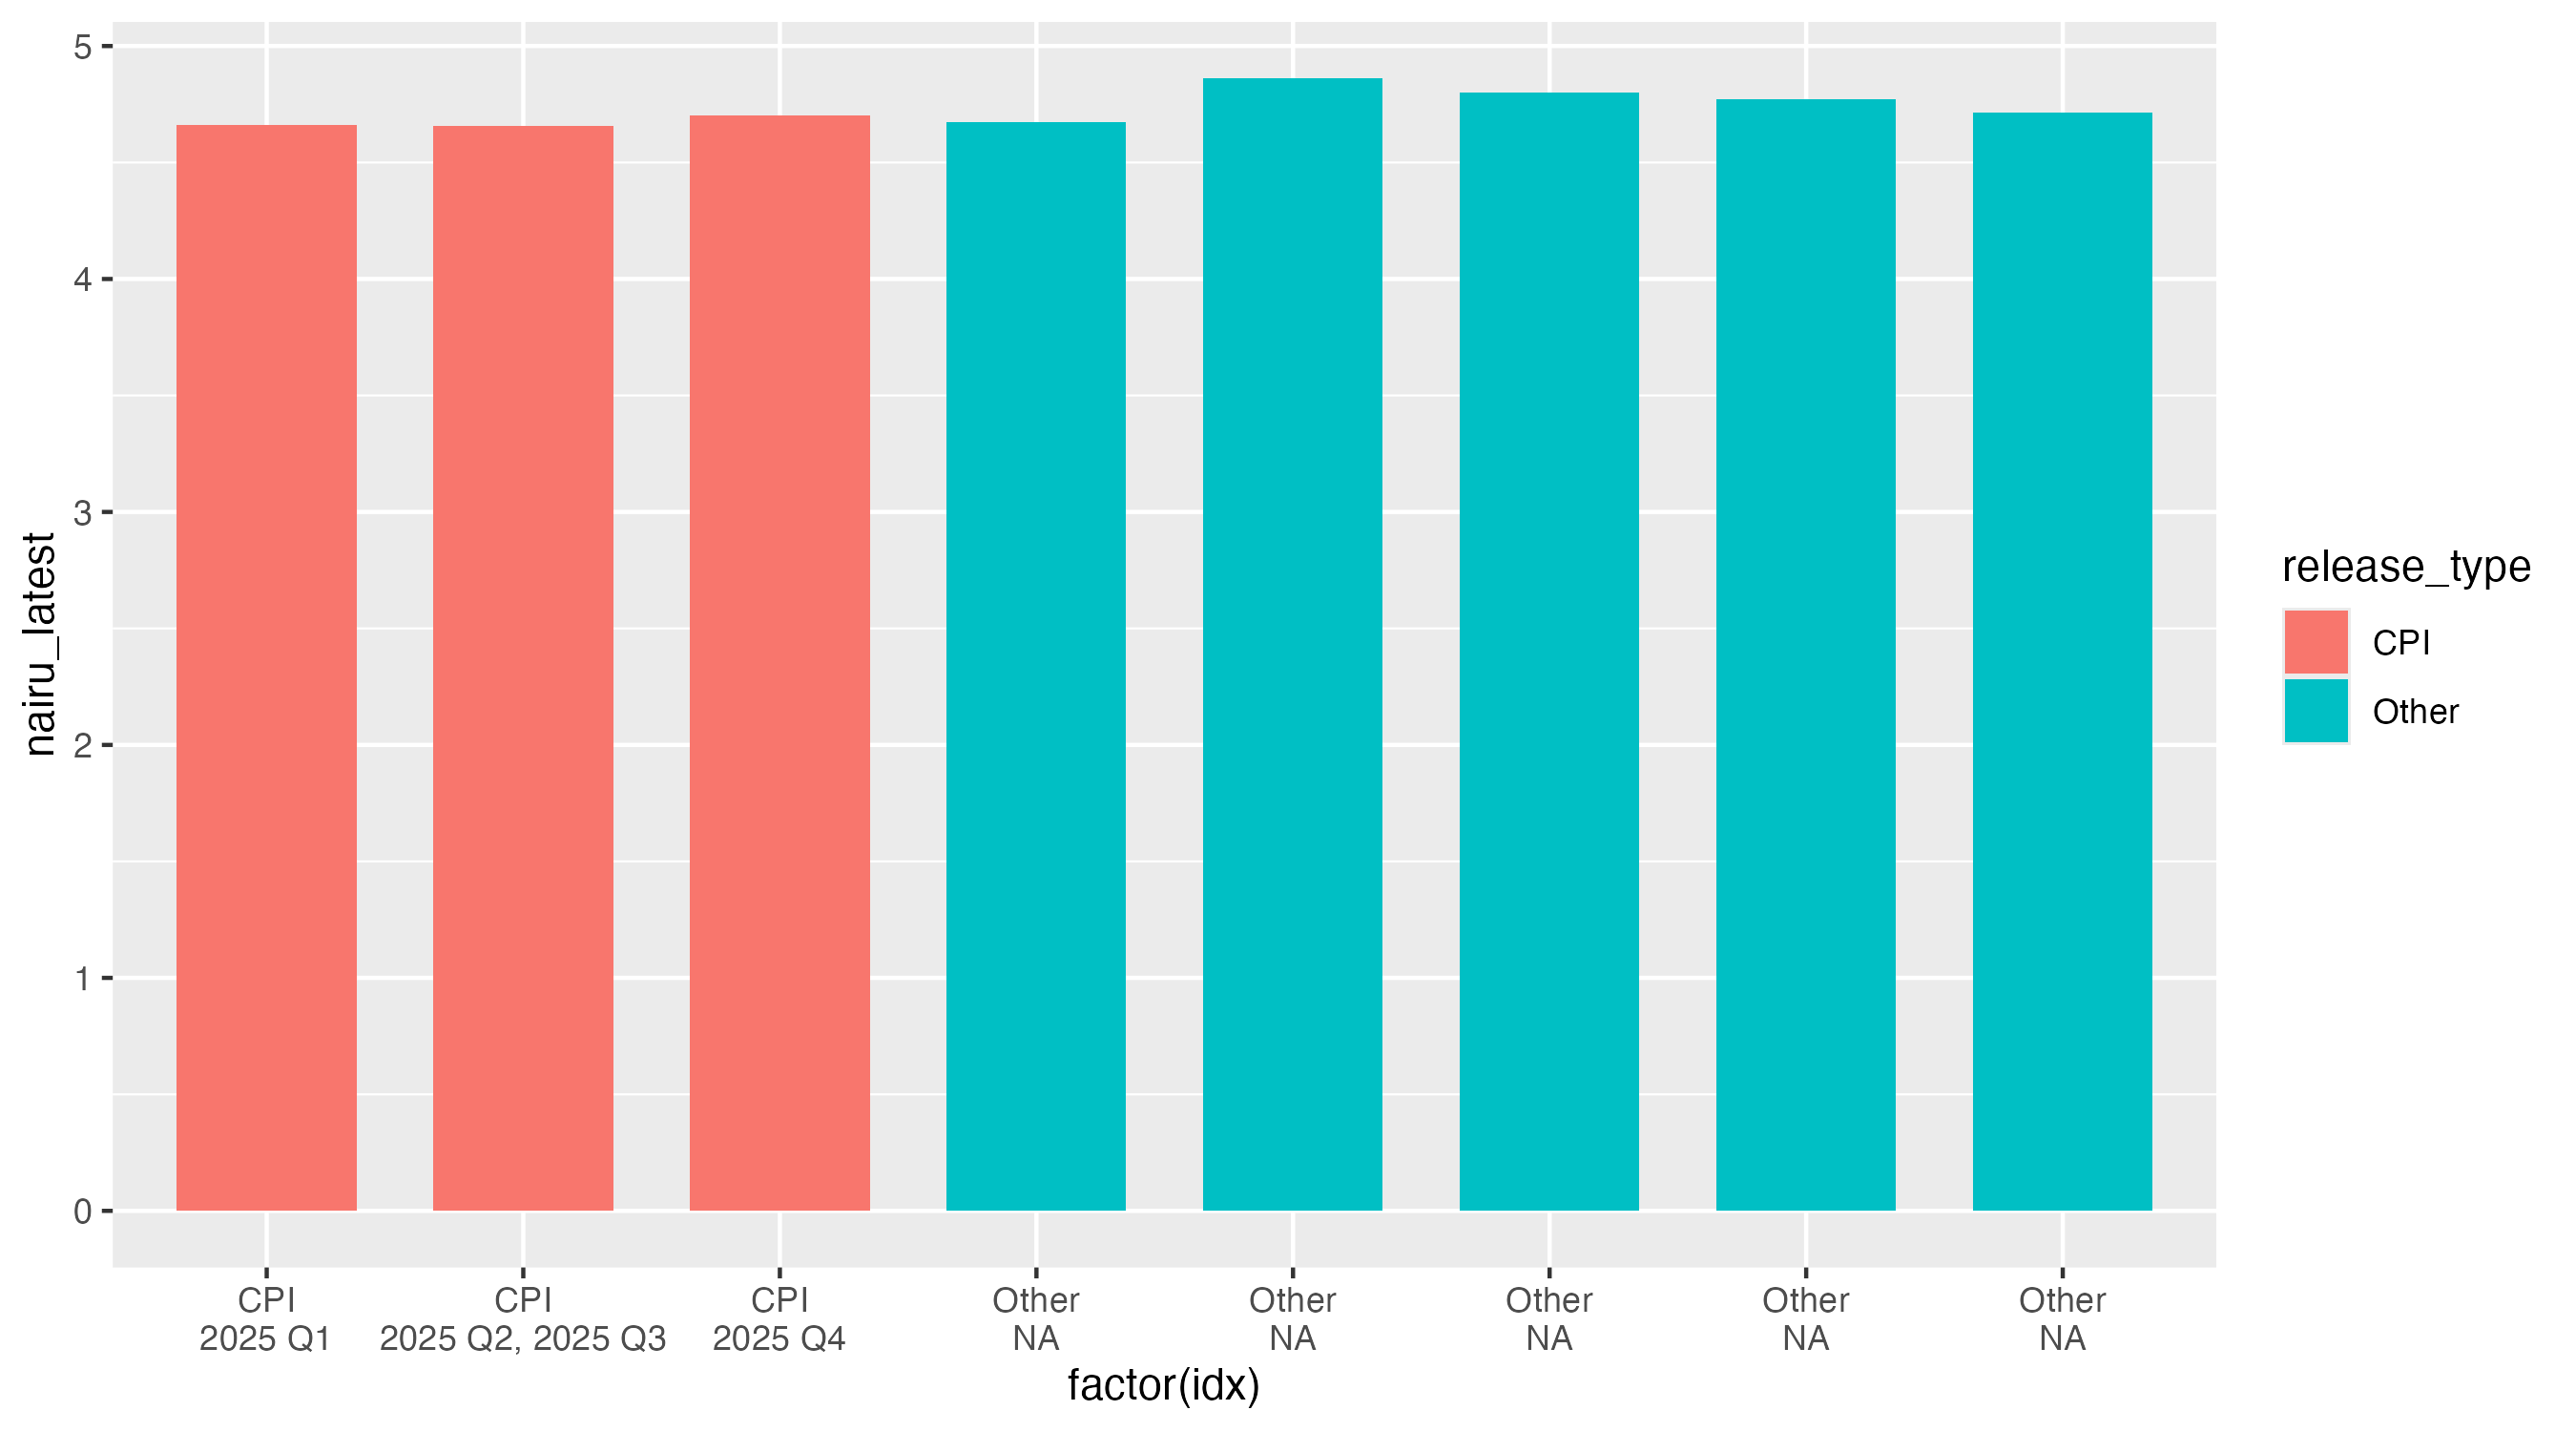 5
4
3
2
1
0
nairu_latest
CPI
2025 Q1
CPI
2025 Q2, 2025 Q3
CPI
2025 Q4
Other
NA
Other
NA
Other
NA
Other
NA
Other
NA
factor(idx)
release_type
CPI
Other